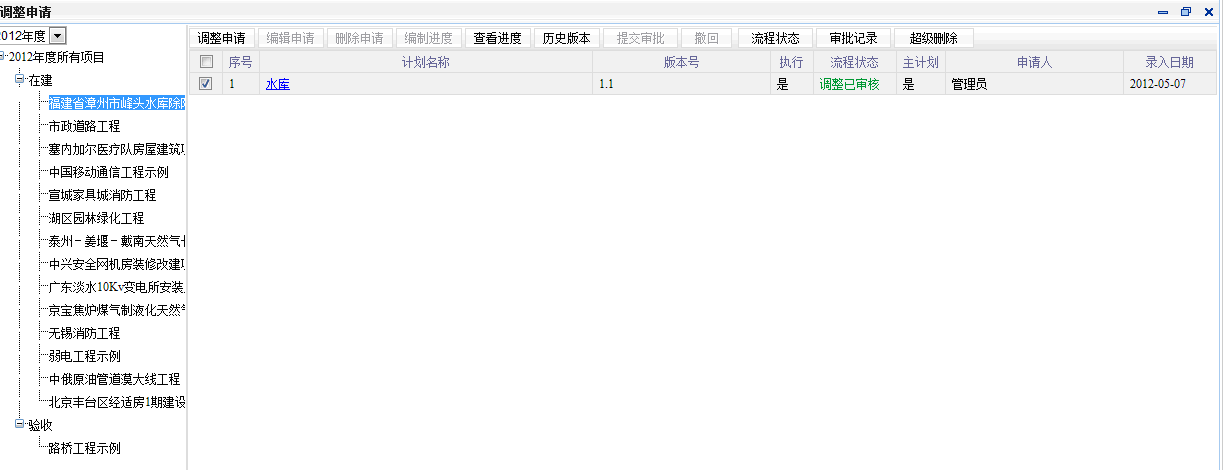 调整申请
2012年度
2012年度所有项目
在建
福建省漳州市峰头水库除险
市政道路工程
塞内加尔医疗队房屋建筑项
中国移动通信工程示例
宣城家具城消防工程
湖区园林绿化工程
泰州－姜堰－戴南天然气长
中兴安全网机房装修改建项
广东淡水10Kv变电所安装
京宝焦炉煤气制液化天然气
无锡消防工程
弱电工程示例
中俄原油管道漠大线工程
北京丰台区经适房1期建设
验收
路桥工程示例
调整申请 编辑申请 删除申请 编制进度 查看进度 历史版本 提交审批 撤回 流程状态 审批记录 超级删除
序号 计划名称 版本号 执行 流程状态 主计划 申请人 录入日期
1 水库 1.1 是 调整已审核 是 管理员 2012-05-07